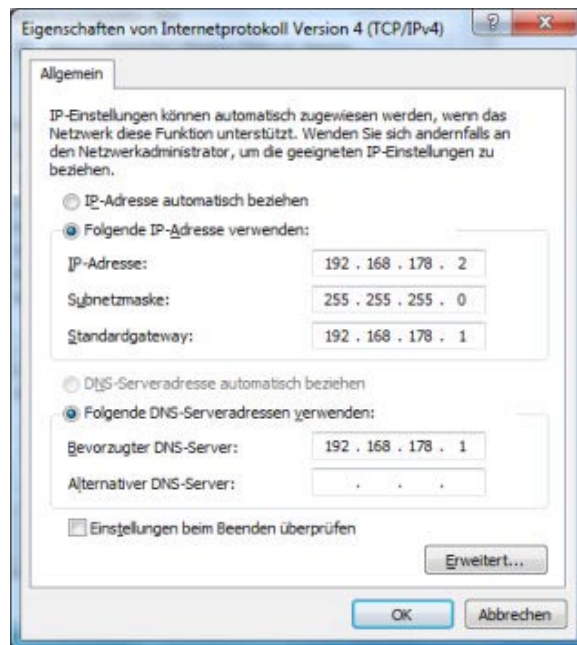 Eigenschaften von Internetprotokoll Version 4 (TCP/IPv4)
Allgemein
IP-Einstellungen können automatisch zugewiesen werden, wenn das
Netzwerk diese Funktion unterstützt. Wenden Sie sich andernfalls an
den Netzwerkadministrator, um die geeigneten IP-Einstellungen zu
beziehen.
IP-Adresse automatisch beziehen
Folgende IP-Adresse verwenden:
IP-Adresse: 192 . 168 . 178 . 2
Subnetzmaske: 255 . 255 . 255 . 0
Standardgateway: 192 . 168 . 178 . 1
DNS-Serveradresse automatisch beziehen
Folgende DNS-Serveradressen verwenden:
Bevorzugter DNS-Server: 192 . 168 . 178 . 1
Alternativer DNS-Server: . . .
Einstellungen beim Beenden überprüfen
Erweitert...
OK Abbrechen